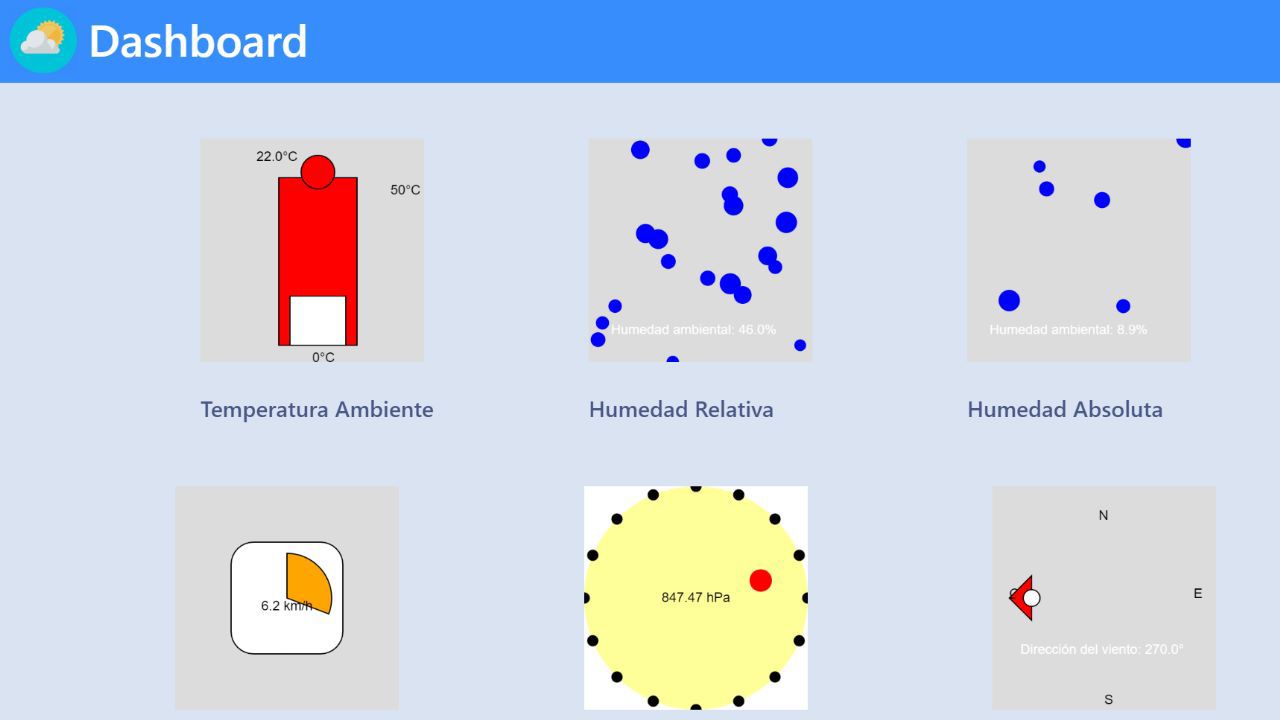 Dashboard
22.0°C
50°C
0°C
Humedad ambiental: 46.0%
Humedad ambiental: 8.9%
Temperatura Ambiente
Humedad Relativa
Humedad Absoluta
6.2 km/h
847.47 hPa
N
E
Dirección del viento: 270.0°
S